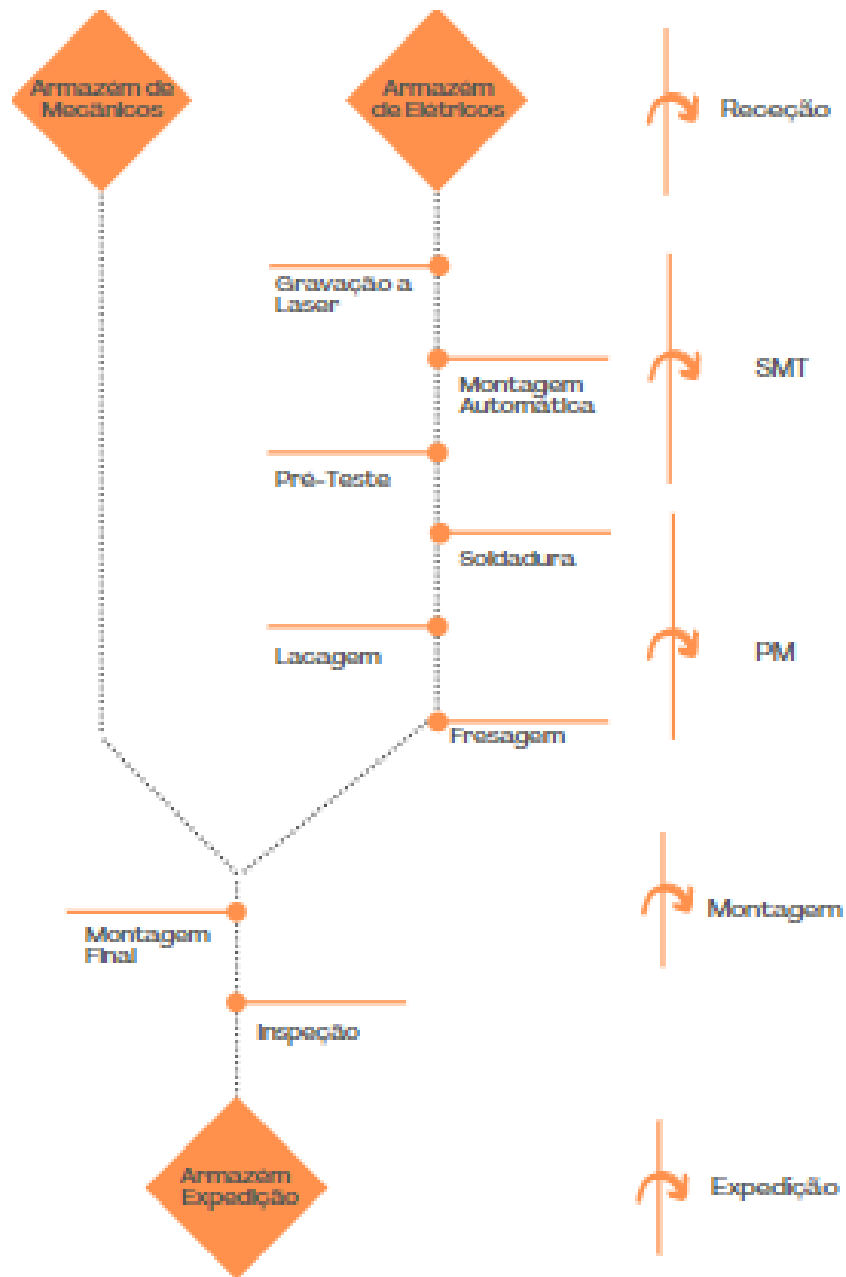 Armazém de
Mecânicos
Armazém
de Elétricos
Receção
Gravação a
Laser
Montagem
Automática
SMT
Pré-Teste
Soldadura
Lacagem
PM
Fresagem
Montagem
Final
Montagem
Inspeção
Armazém
Expedição
Expedição